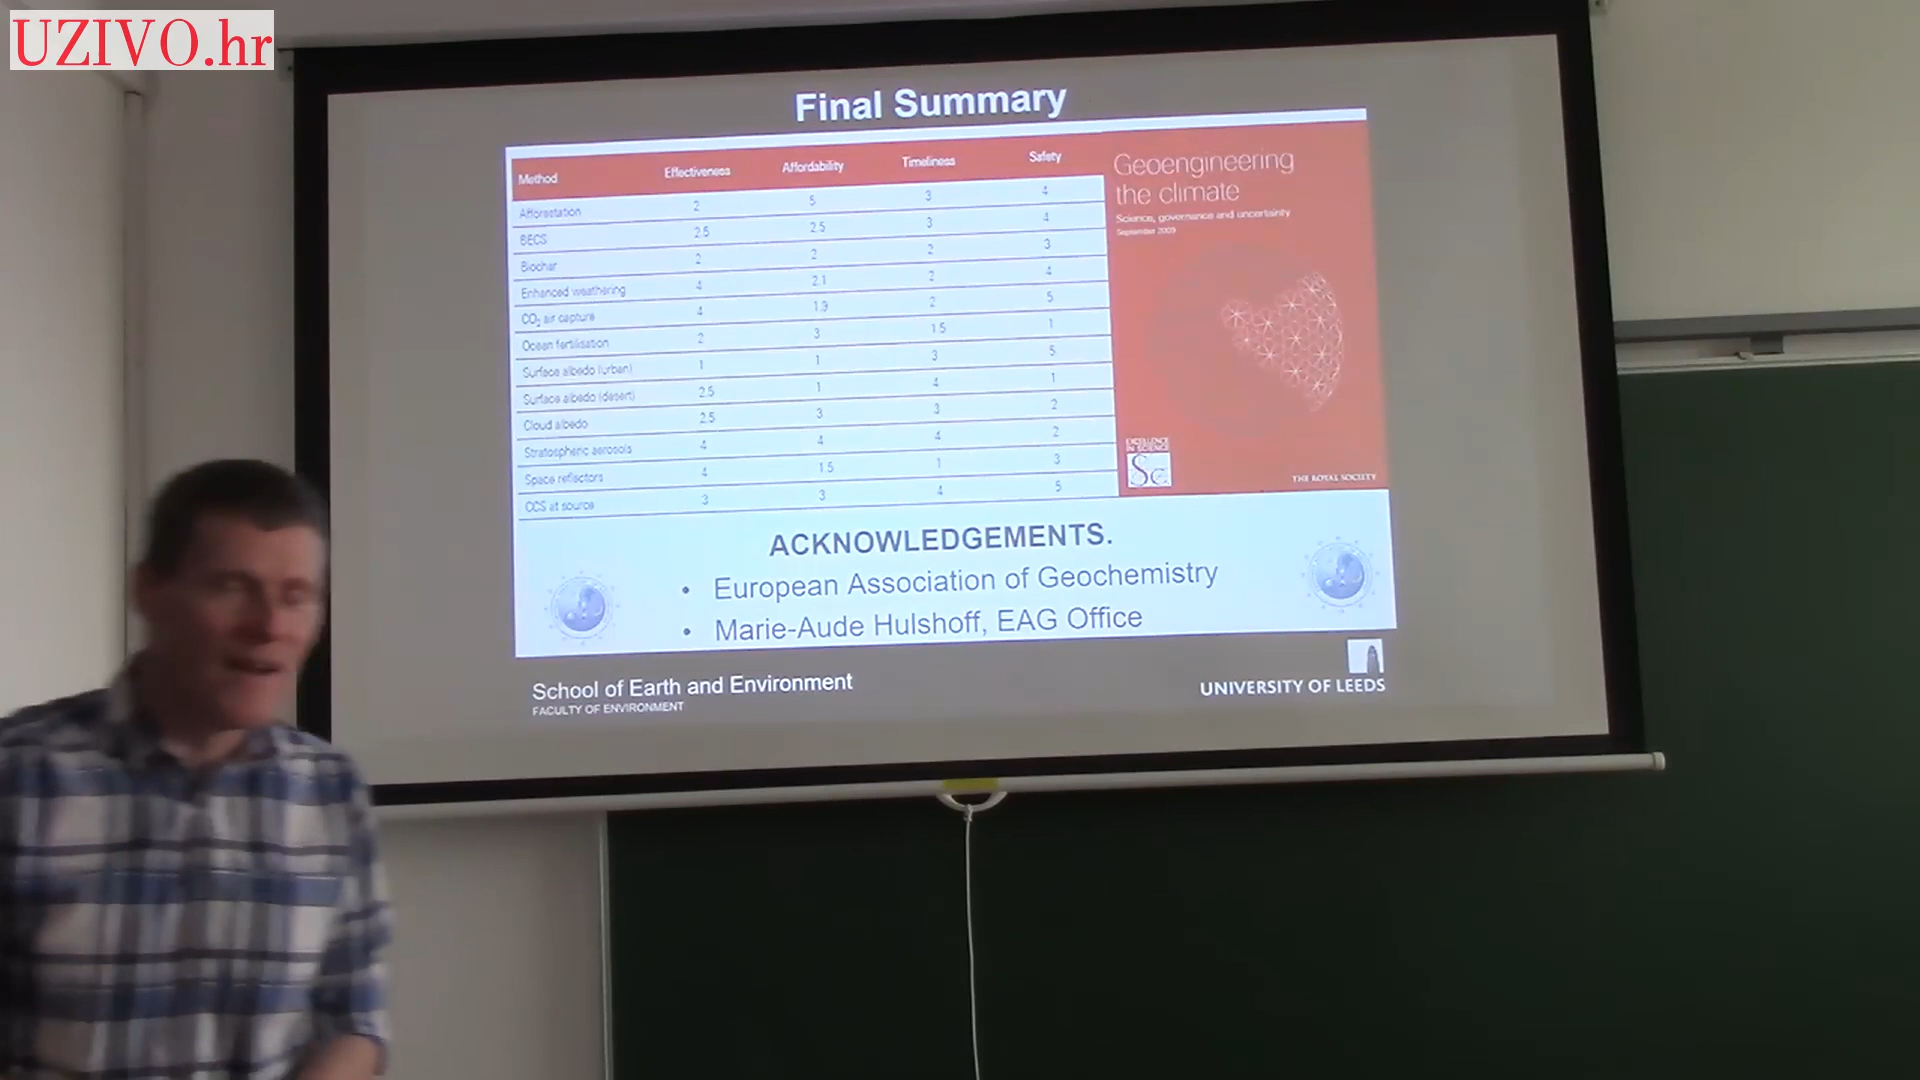 UZIVO.hr
Final Summary
Method Effectiveness Affordability Timeliness Safety
Afforestation 2 5 3 4
BECS 2.5 2.5 3 4
Biochar 2 2 2 3
Enhanced weathering 4 2.1 2 4
CO₂ air capture 4 1.9 2 5
Ocean fertilisation 2 3 1.5 1
Surface albedo (urban) 1 1 3 5
Surface albedo (desert) 2.5 1 4 1
Cloud albedo 2.5 3 3 2
Stratospheric aerosols 4 4 4 2
Space reflectors 4 1.5 1 3
CCS at source 3 3 4 5
Geoengineering
the climate
Science, governance and uncertainty
September 2009
EXCELLENCE
IN SCIENCE
Sc
THE ROYAL SOCIETY
ACKNOWLEDGEMENTS.
• European Association of Geochemistry
• Marie-Aude Hulshoff, EAG Office
School of Earth and Environment
FACULTY OF ENVIRONMENT
UNIVERSITY OF LEEDS